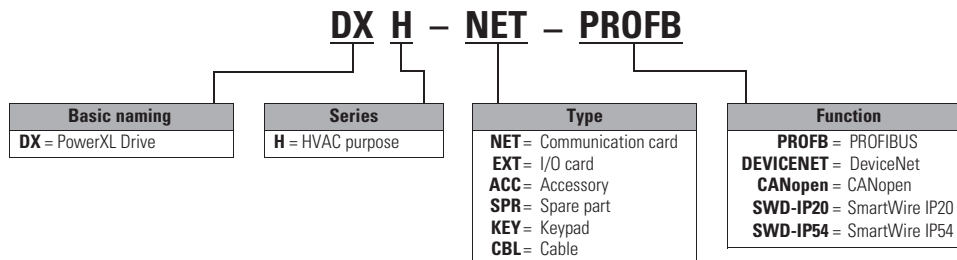 DX H – NET – PROFB
Basic naming
DX = PowerXL Drive
Series
H = HVAC purpose
Type
NET = Communication card
EXT = I/O card
ACC = Accessory
SPR = Spare part
KEY = Keypad
CBL = Cable
Function
PROFB = PROFIBUS
DEVICENET = DeviceNet
CANopen = CANopen
SWD-IP20 = SmartWire IP20
SWD-IP54 = SmartWire IP54